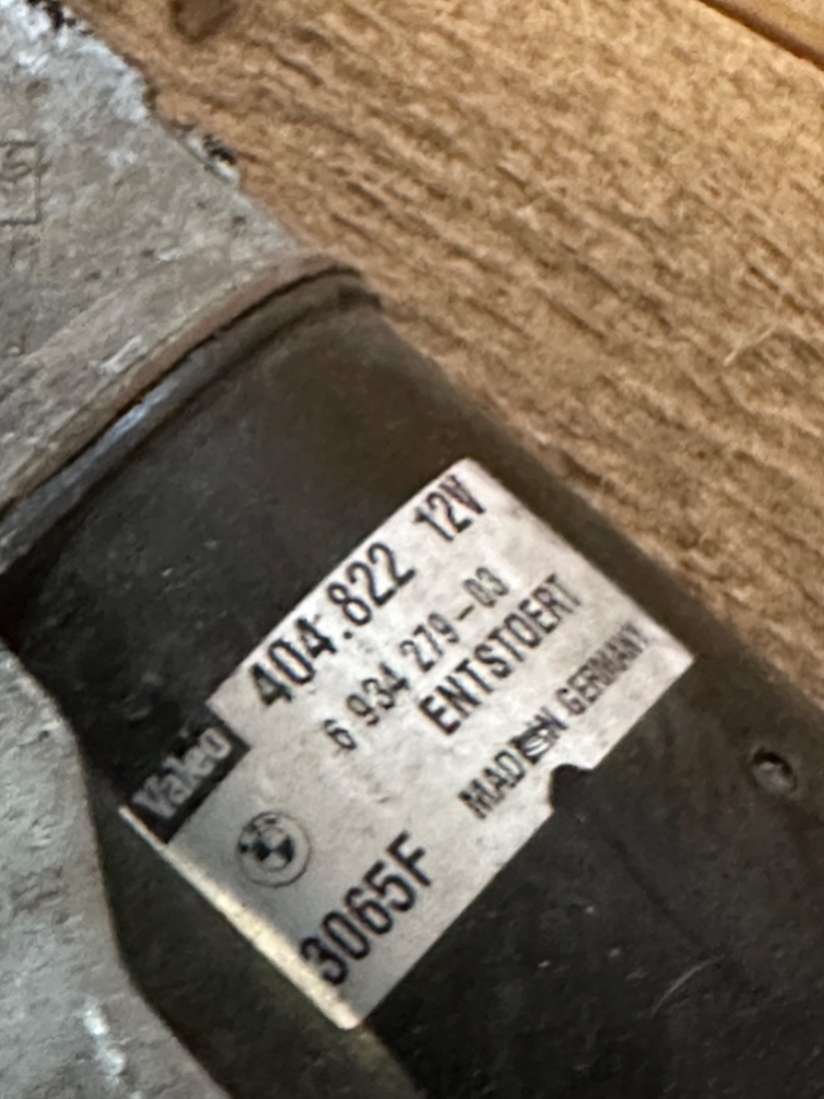 Valeo
404.822 12V
6 934 279-03
ENTSTOERT
MADE IN GERMANY
3065F